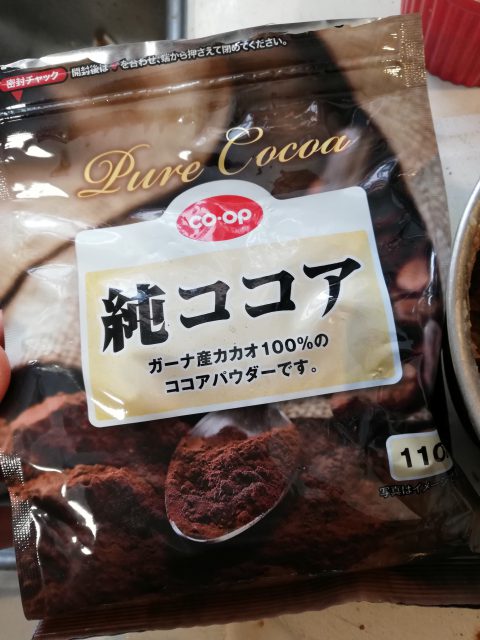 密封チャック
開封後は▼を合わせ、端から押さえて閉めてください。
Pure Cocoa
CO·OP
純ココア
ガーナ産カカオ100%の
ココアパウダーです。
110
写真はイメージ